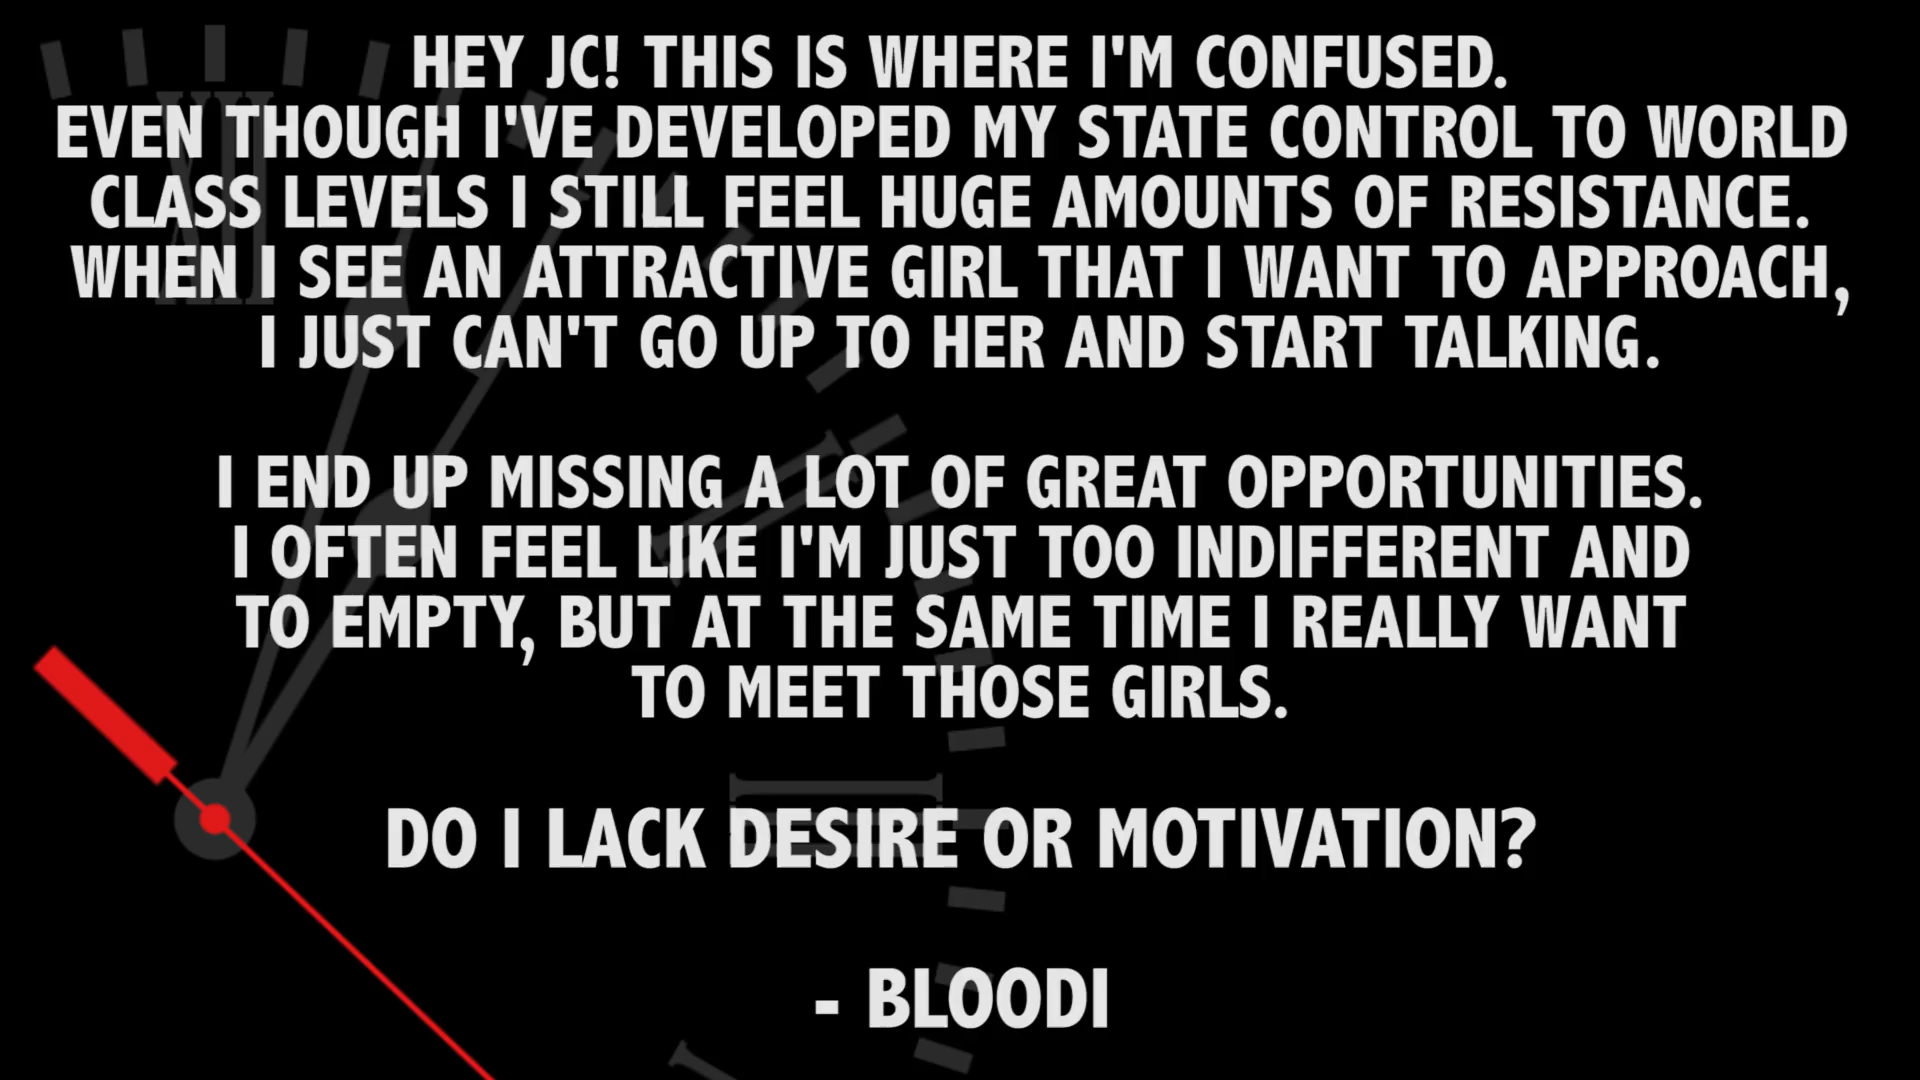 HEY JC! THIS IS WHERE I'M CONFUSED.
EVEN THOUGH I'VE DEVELOPED MY STATE CONTROL TO WORLD
CLASS LEVELS I STILL FEEL HUGE AMOUNTS OF RESISTANCE.
WHEN I SEE AN ATTRACTIVE GIRL THAT I WANT TO APPROACH,
I JUST CAN'T GO UP TO HER AND START TALKING.
I END UP MISSING A LOT OF GREAT OPPORTUNITIES.
I OFTEN FEEL LIKE I'M JUST TOO INDIFFERENT AND
TO EMPTY, BUT AT THE SAME TIME I REALLY WANT
TO MEET THOSE GIRLS.
DO I LACK DESIRE OR MOTIVATION?
- BLOODI
XII
I
III